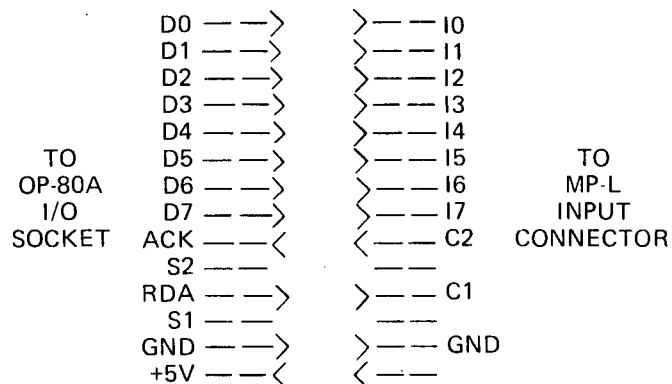 D0 I0
D1 I1
D2 I2
D3 I3
D4 I4
TO D5 I5 TO
OP-80A D6 I6 MP-L
I/O D7 I7 INPUT
SOCKET ACK C2 CONNECTOR
S2
RDA C1
S1
GND GND
+5V